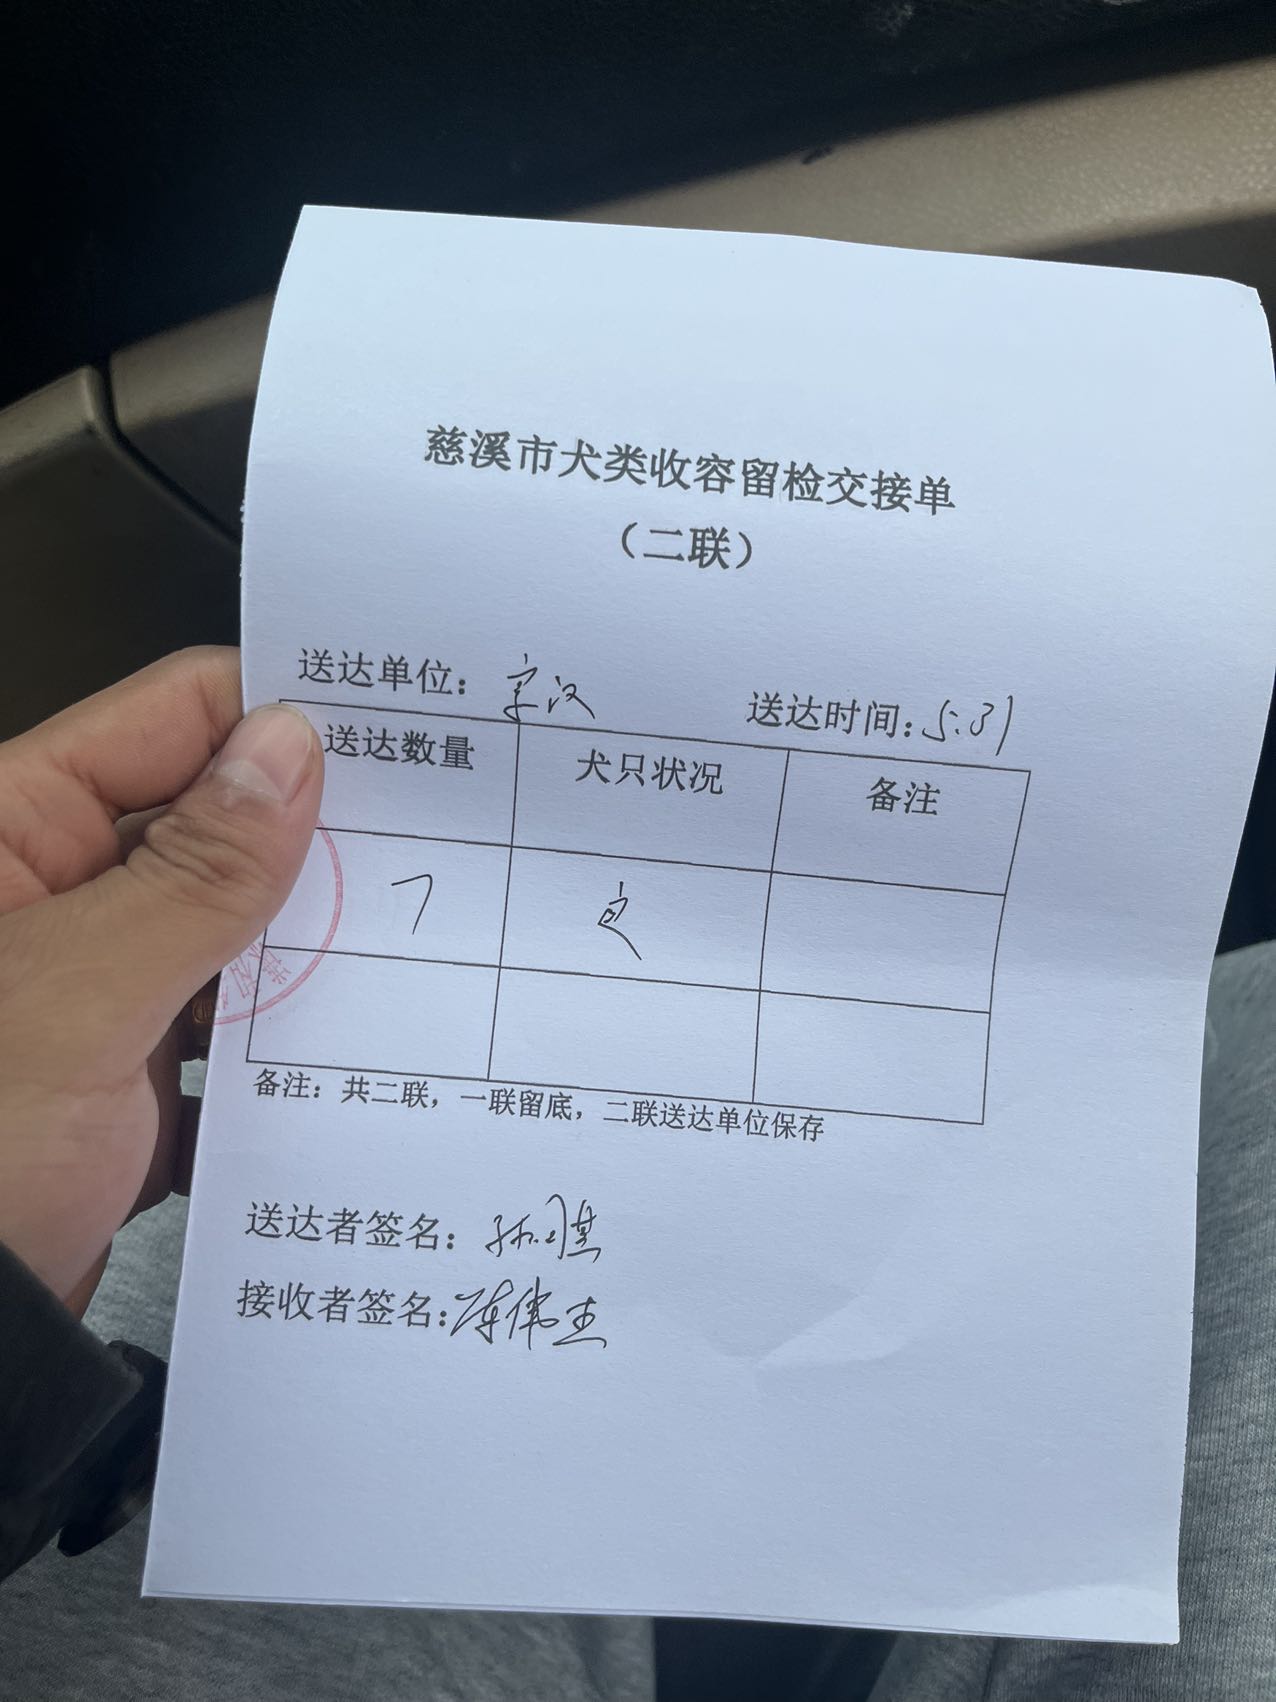 慈溪市犬类收容留检交接单
（二联）
送达单位：宗汉 送达时间：5.31
送达数量 犬只状况 备注
7 良
备注：共二联，一联留底，二联送达单位保存
送达者签名：
接收者签名：陈伟杰